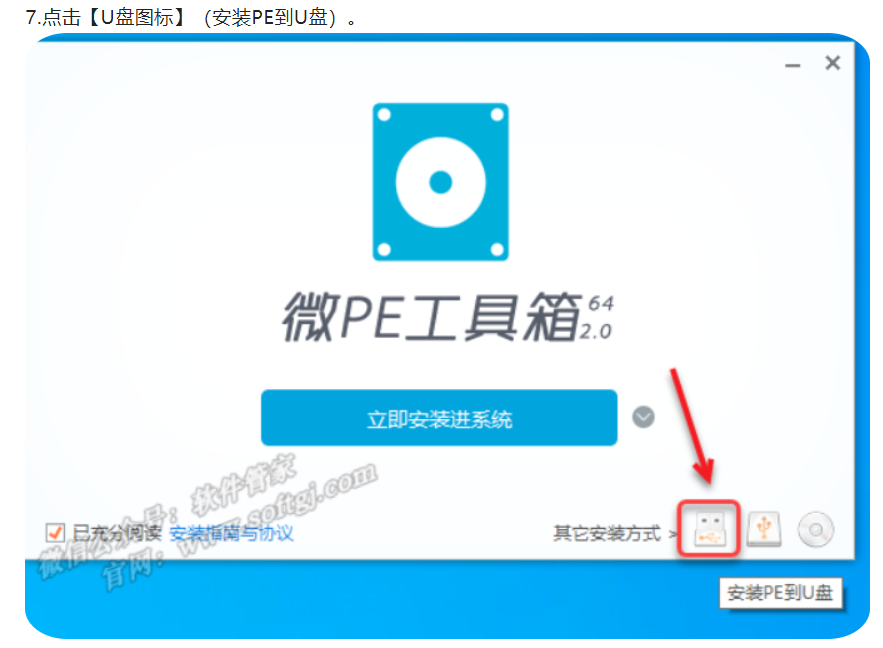 7.点击【U盘图标】（安装PE到U盘）。
微PE工具箱 64 2.0
立即安装进系统
已充分阅读 安装指南与协议
其它安装方式 >
微信公众号：软件管家
官网：www.softgj.com
安装PE到U盘